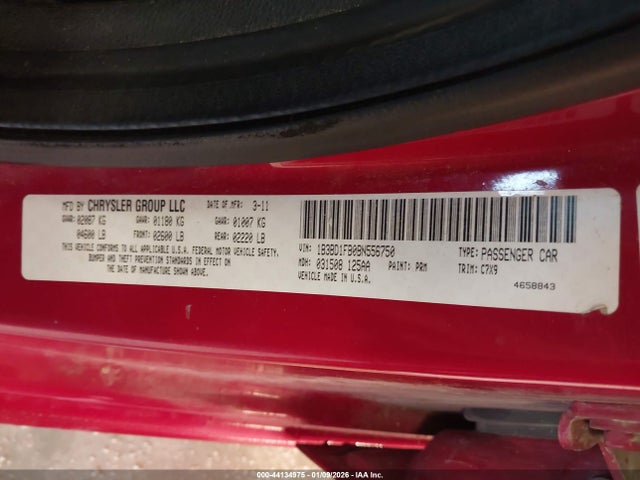 MFD BY CHRYSLER GROUP LLC DATE OF MFR: 3-11
GVWR: 02087 KG GAWR: 01180 KG GAWR: 01007 KG
04600 LB FRONT: 02600 LB REAR: 02220 LB
THIS VEHICLE CONFORMS TO ALL APPLICABLE U.S.A. FEDERAL MOTOR VEHICLE SAFETY,
BUMPER AND THEFT PREVENTION STANDARDS IN EFFECT ON
THE DATE OF MANUFACTURE SHOWN ABOVE.
VIN: 1B3BD1FB0BN556750 TYPE: PASSENGER CAR
MDH: 031508 125AA PAINT: PRM TRIM: C7X9
VEHICLE MADE IN U.S.A.
4658843
000-44134975 | 01/09/2026 - IAA Inc.